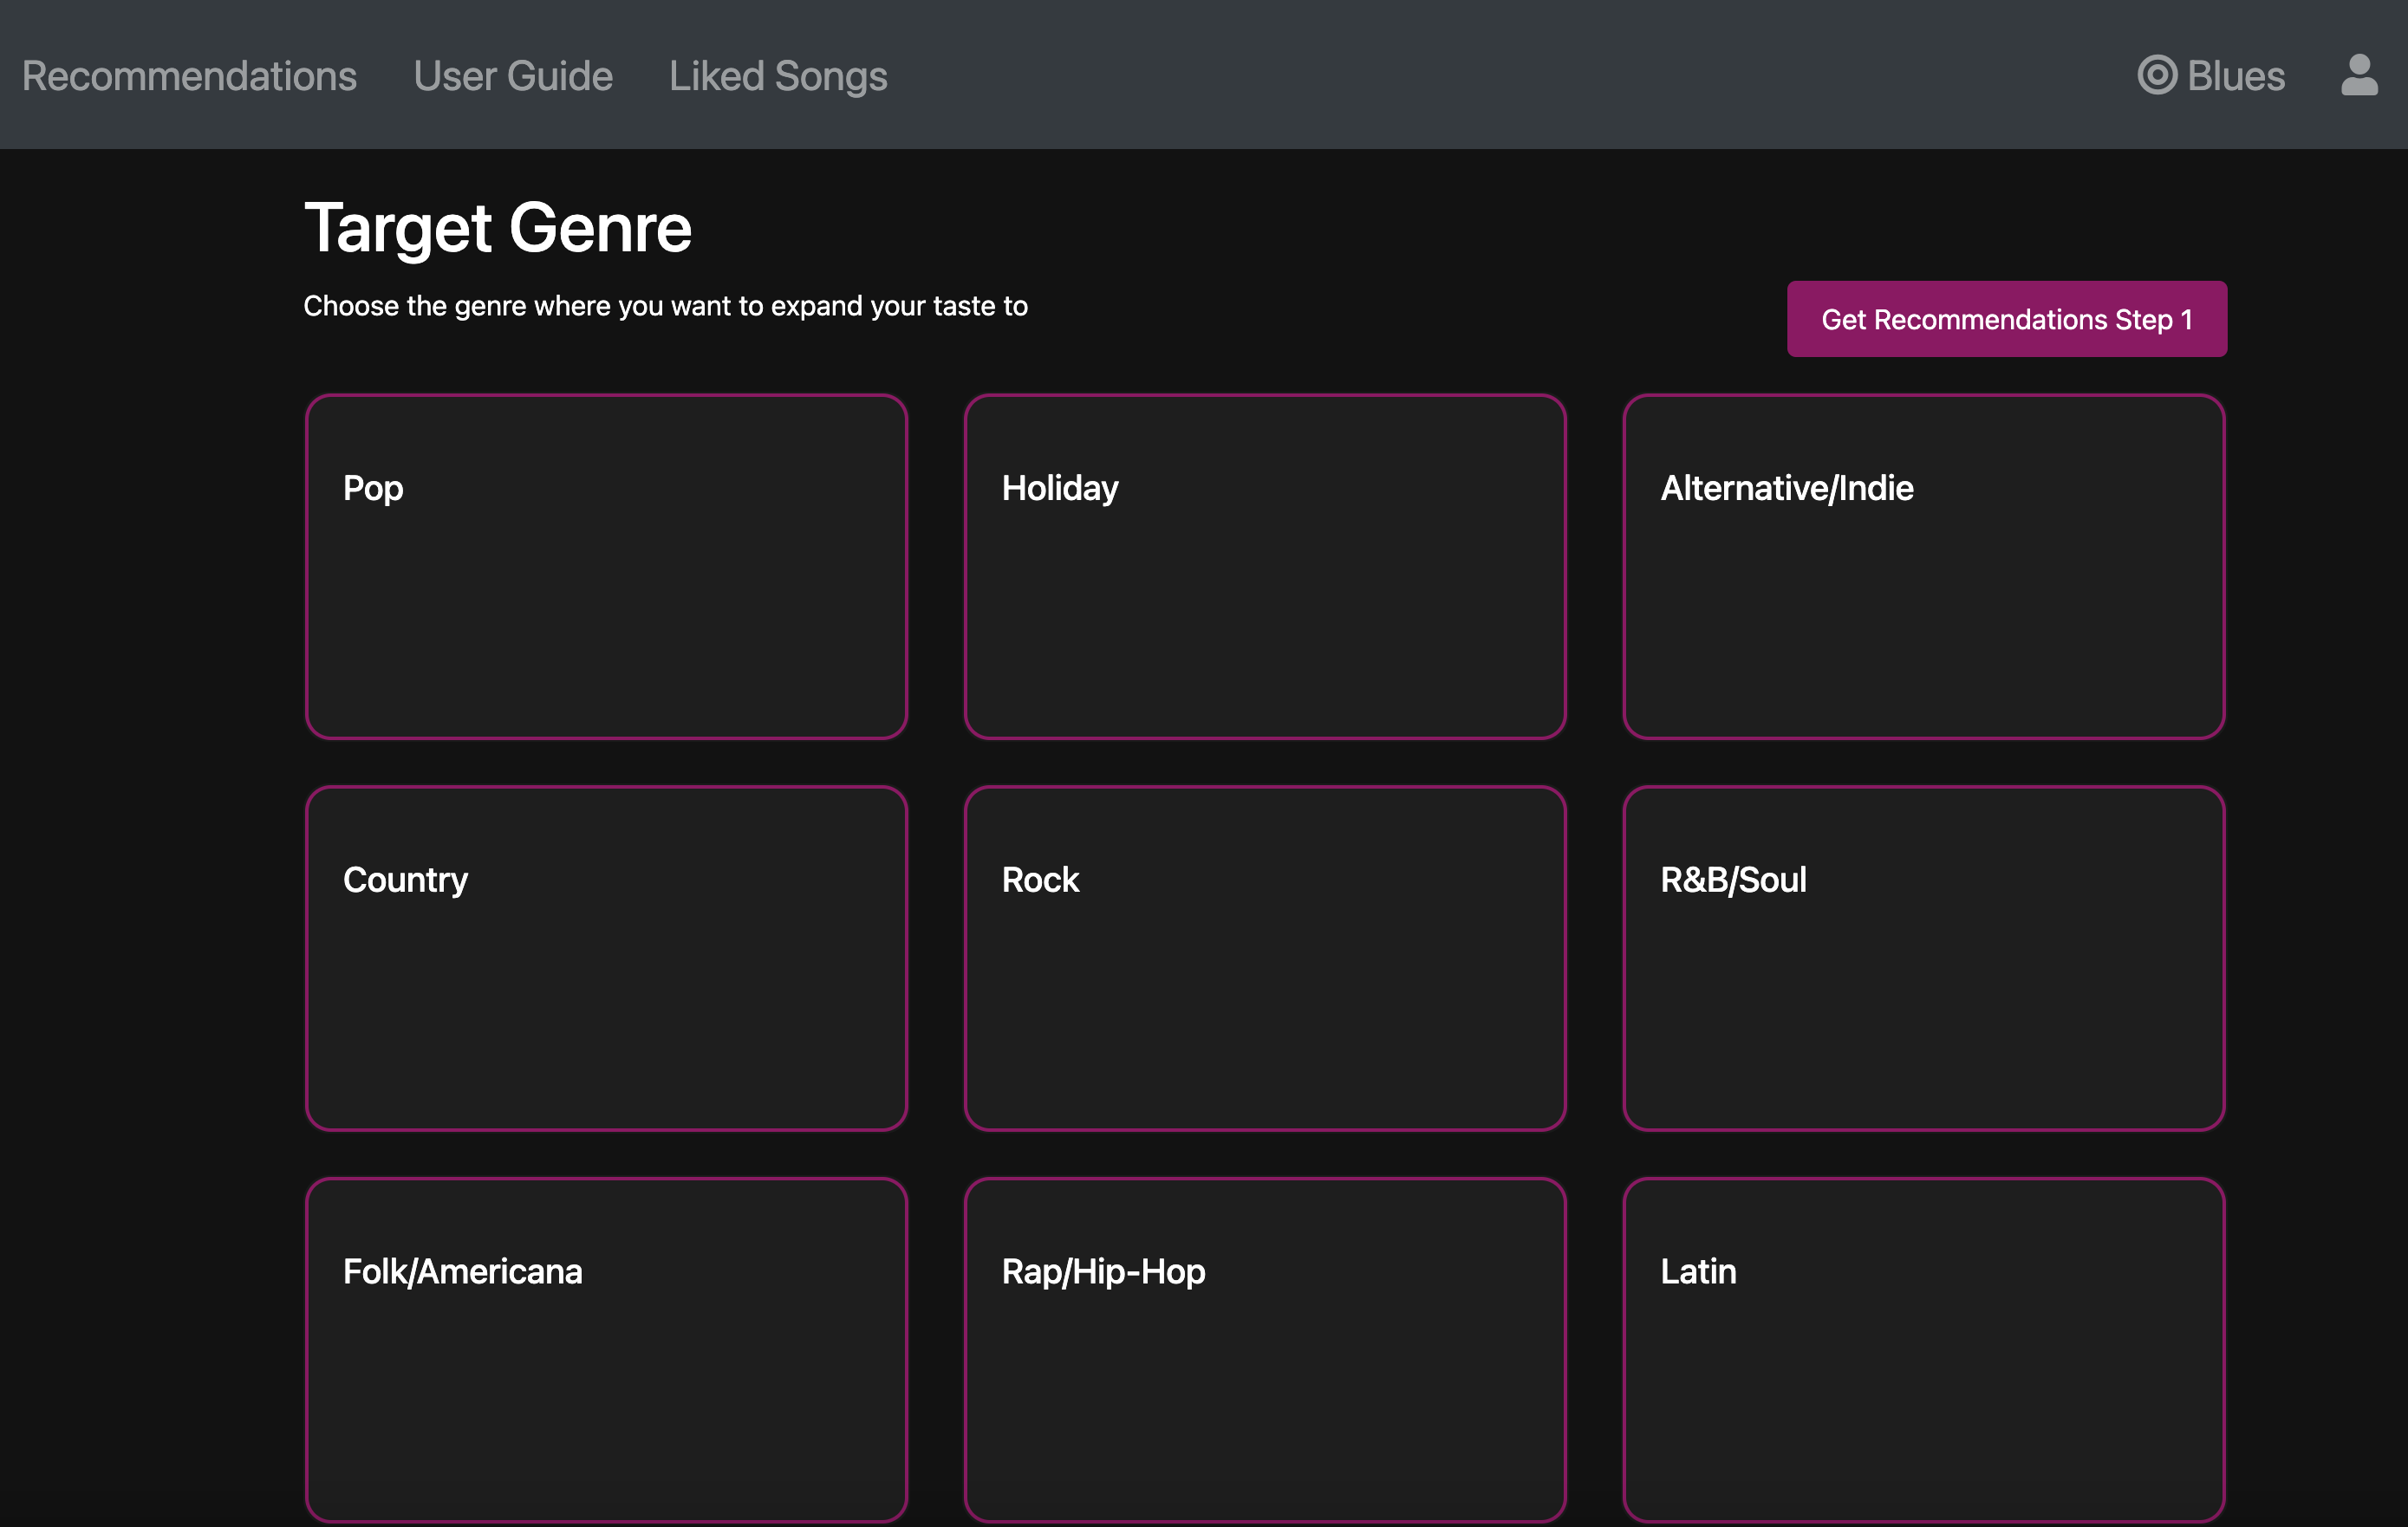 Recommendations User Guide Liked Songs Blues
Target Genre
Choose the genre where you want to expand your taste to
Get Recommendations Step 1
Pop Holiday Alternative/Indie
Country Rock R&B/Soul
Folk/Americana Rap/Hip-Hop Latin